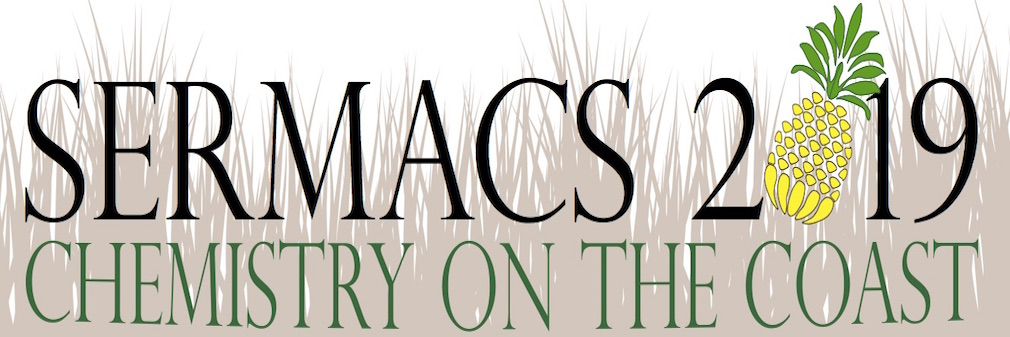 SERMACS 2019
CHEMISTRY ON THE COAST